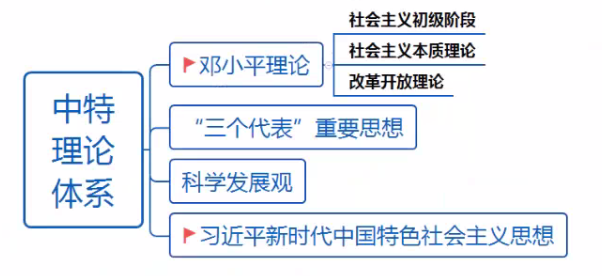 中特
理论
体系
邓小平理论
社会主义初级阶段
社会主义本质理论
改革开放理论
“三个代表”重要思想
科学发展观
习近平新时代中国特色社会主义思想